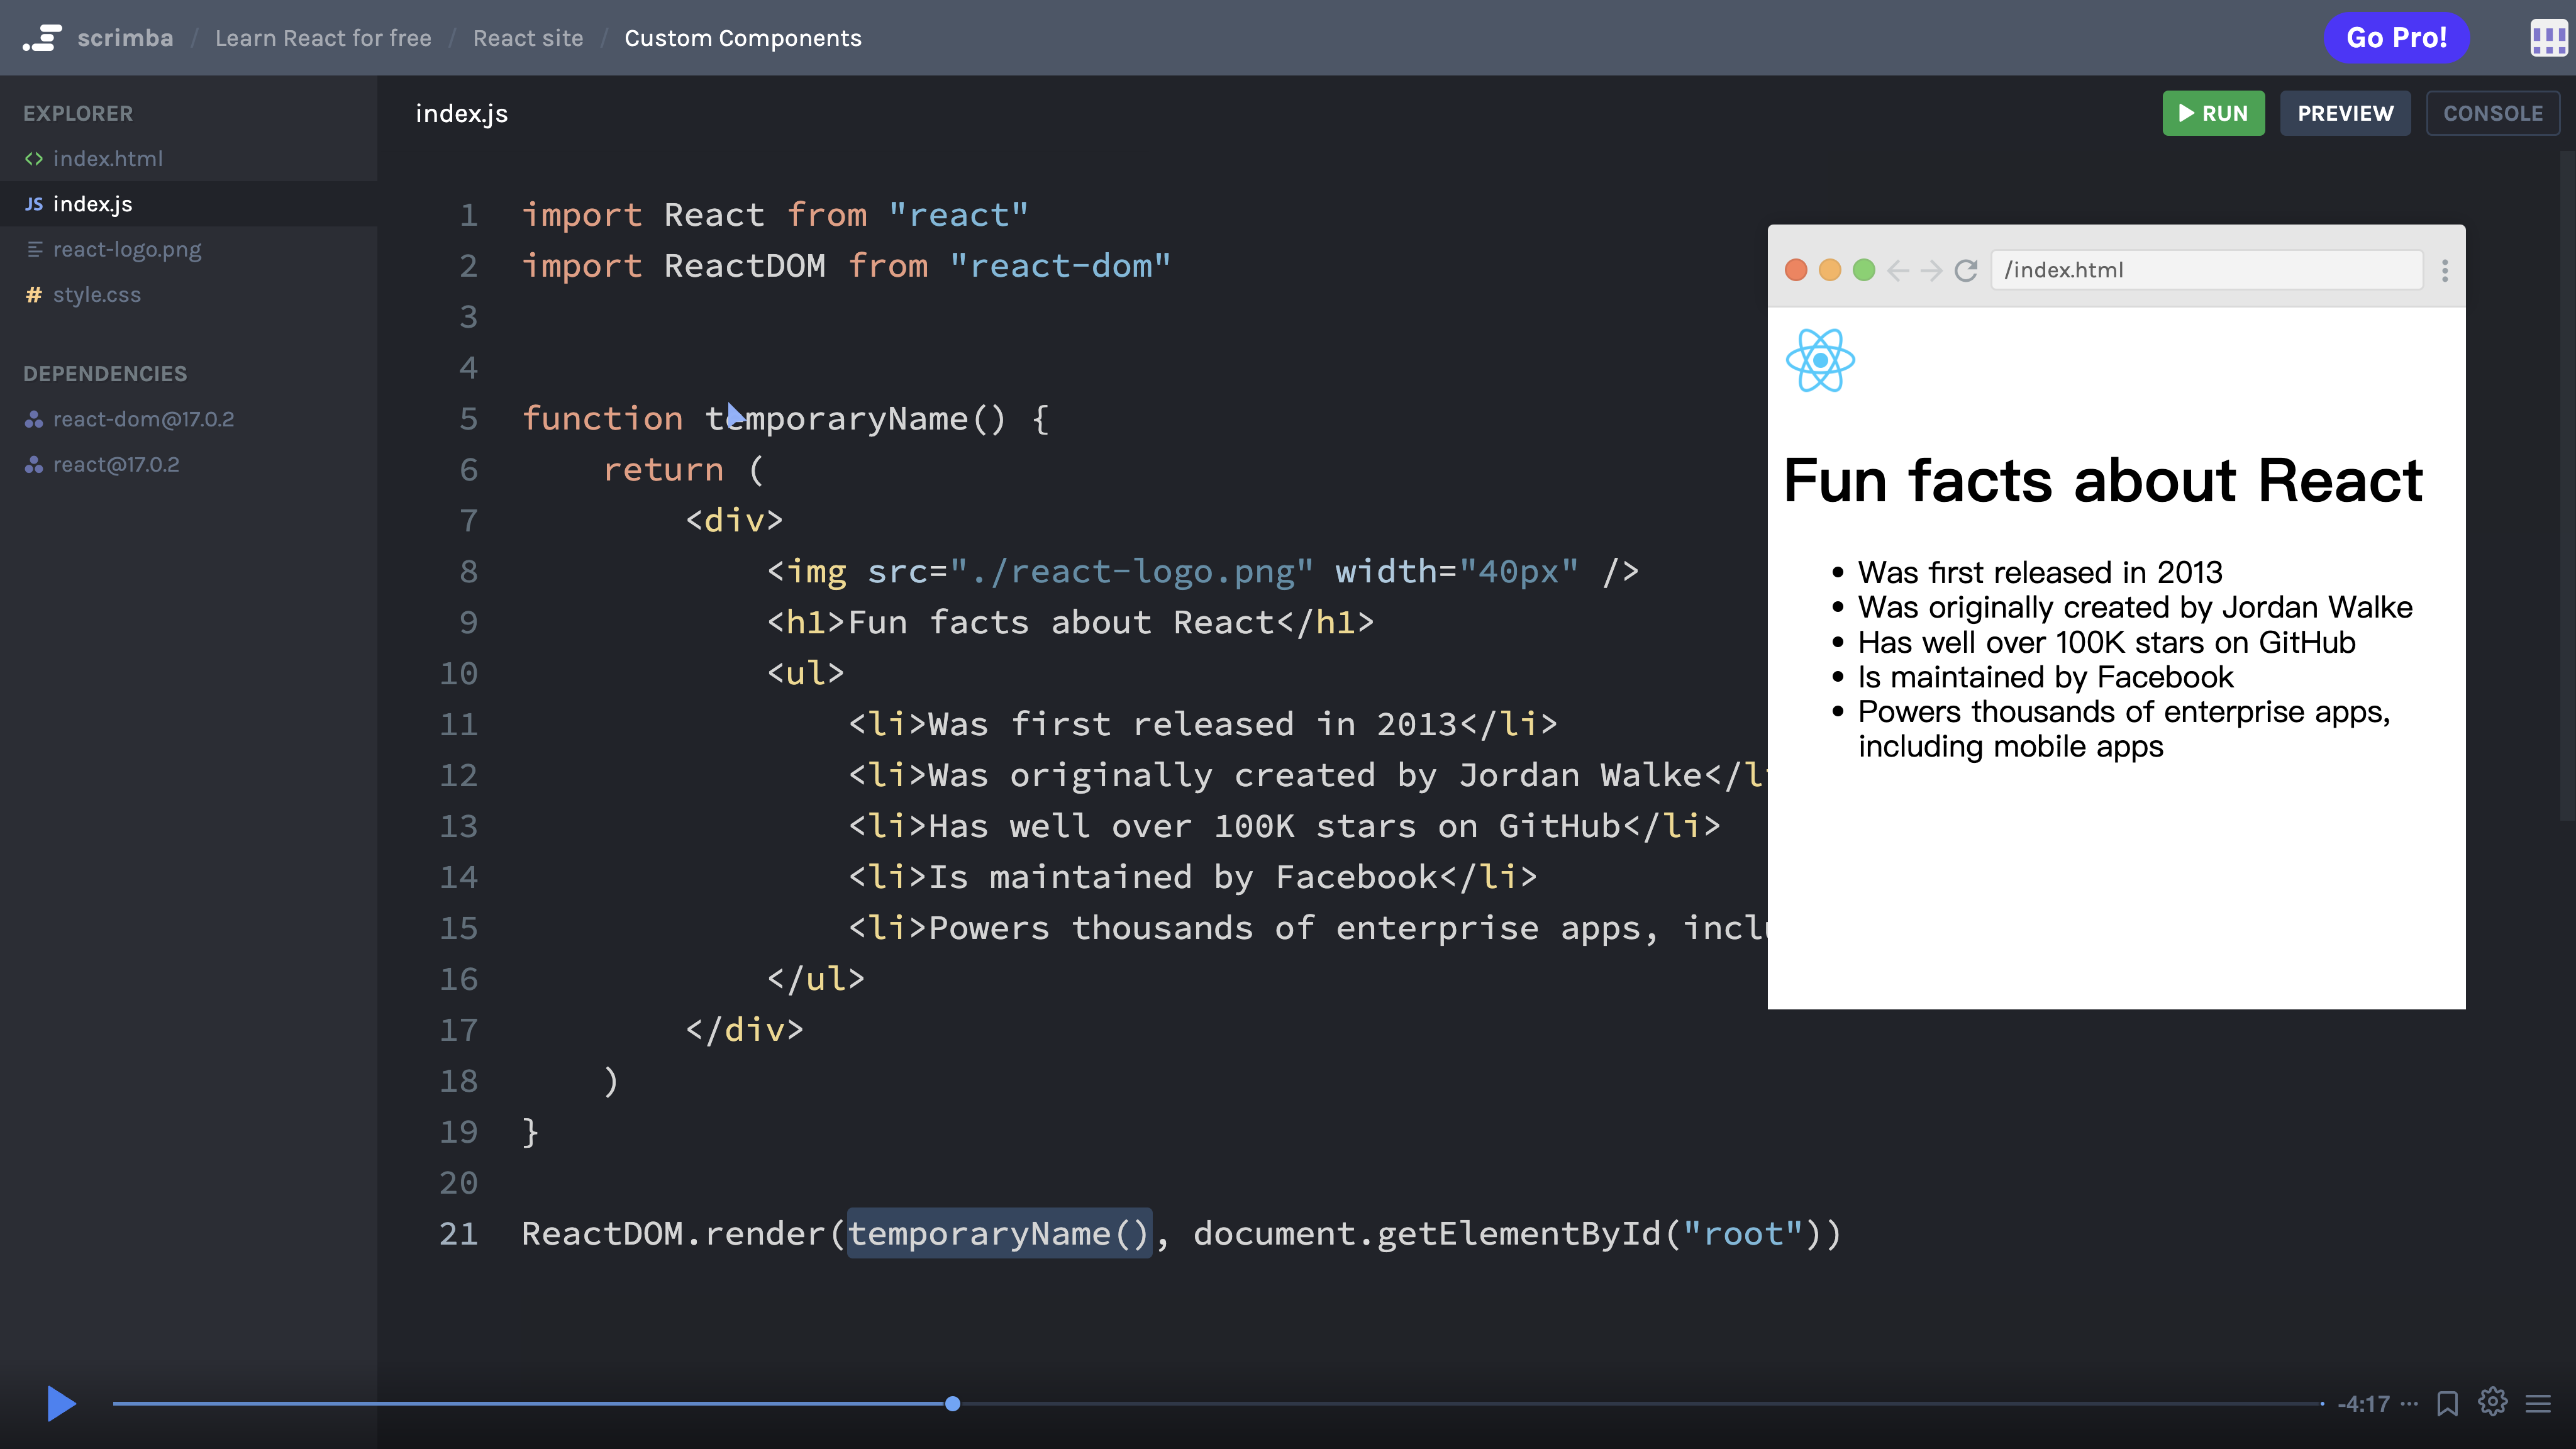 scrimba / Learn React for free / React site / Custom Components
Go Pro!
EXPLORER
index.html
JS index.js
react-logo.png
# style.css
DEPENDENCIES
react-dom@17.0.2
react@17.0.2
index.js
RUN
PREVIEW
CONSOLE
1 import React from "react"
2 import ReactDOM from "react-dom"
3
4
5 function temporaryName() {
6 return (
7 <div>
8 <img src="./react-logo.png" width="40px" />
9 <h1>Fun facts about React</h1>
10 <ul>
11 <li>Was first released in 2013</li>
12 <li>Was originally created by Jordan Walke</l
13 <li>Has well over 100K stars on GitHub</li>
14 <li>Is maintained by Facebook</li>
15 <li>Powers thousands of enterprise apps, incl
16 </ul>
17 </div>
18 )
19 }
20
21 ReactDOM.render(temporaryName(), document.getElementById("root"))
/index.html
Fun facts about React
• Was first released in 2013
• Was originally created by Jordan Walke
• Has well over 100K stars on GitHub
• Is maintained by Facebook
• Powers thousands of enterprise apps,
including mobile apps
-4:17 ...